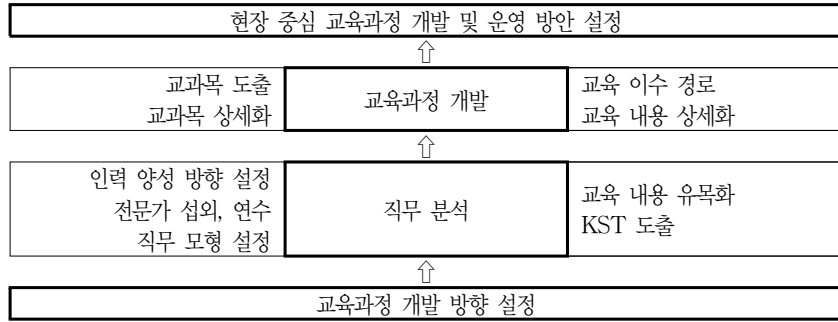 현장 중심 교육과정 개발 및 운영 방안 설정
⇧
교과목 도출
교과목 상세화
교육과정 개발
교육 이수 경로
교육 내용 상세화
⇧
인력 양성 방향 설정
전문가 섭외, 연수
직무 모형 설정
직무 분석
교육 내용 유목화
KST 도출
⇧
교육과정 개발 방향 설정